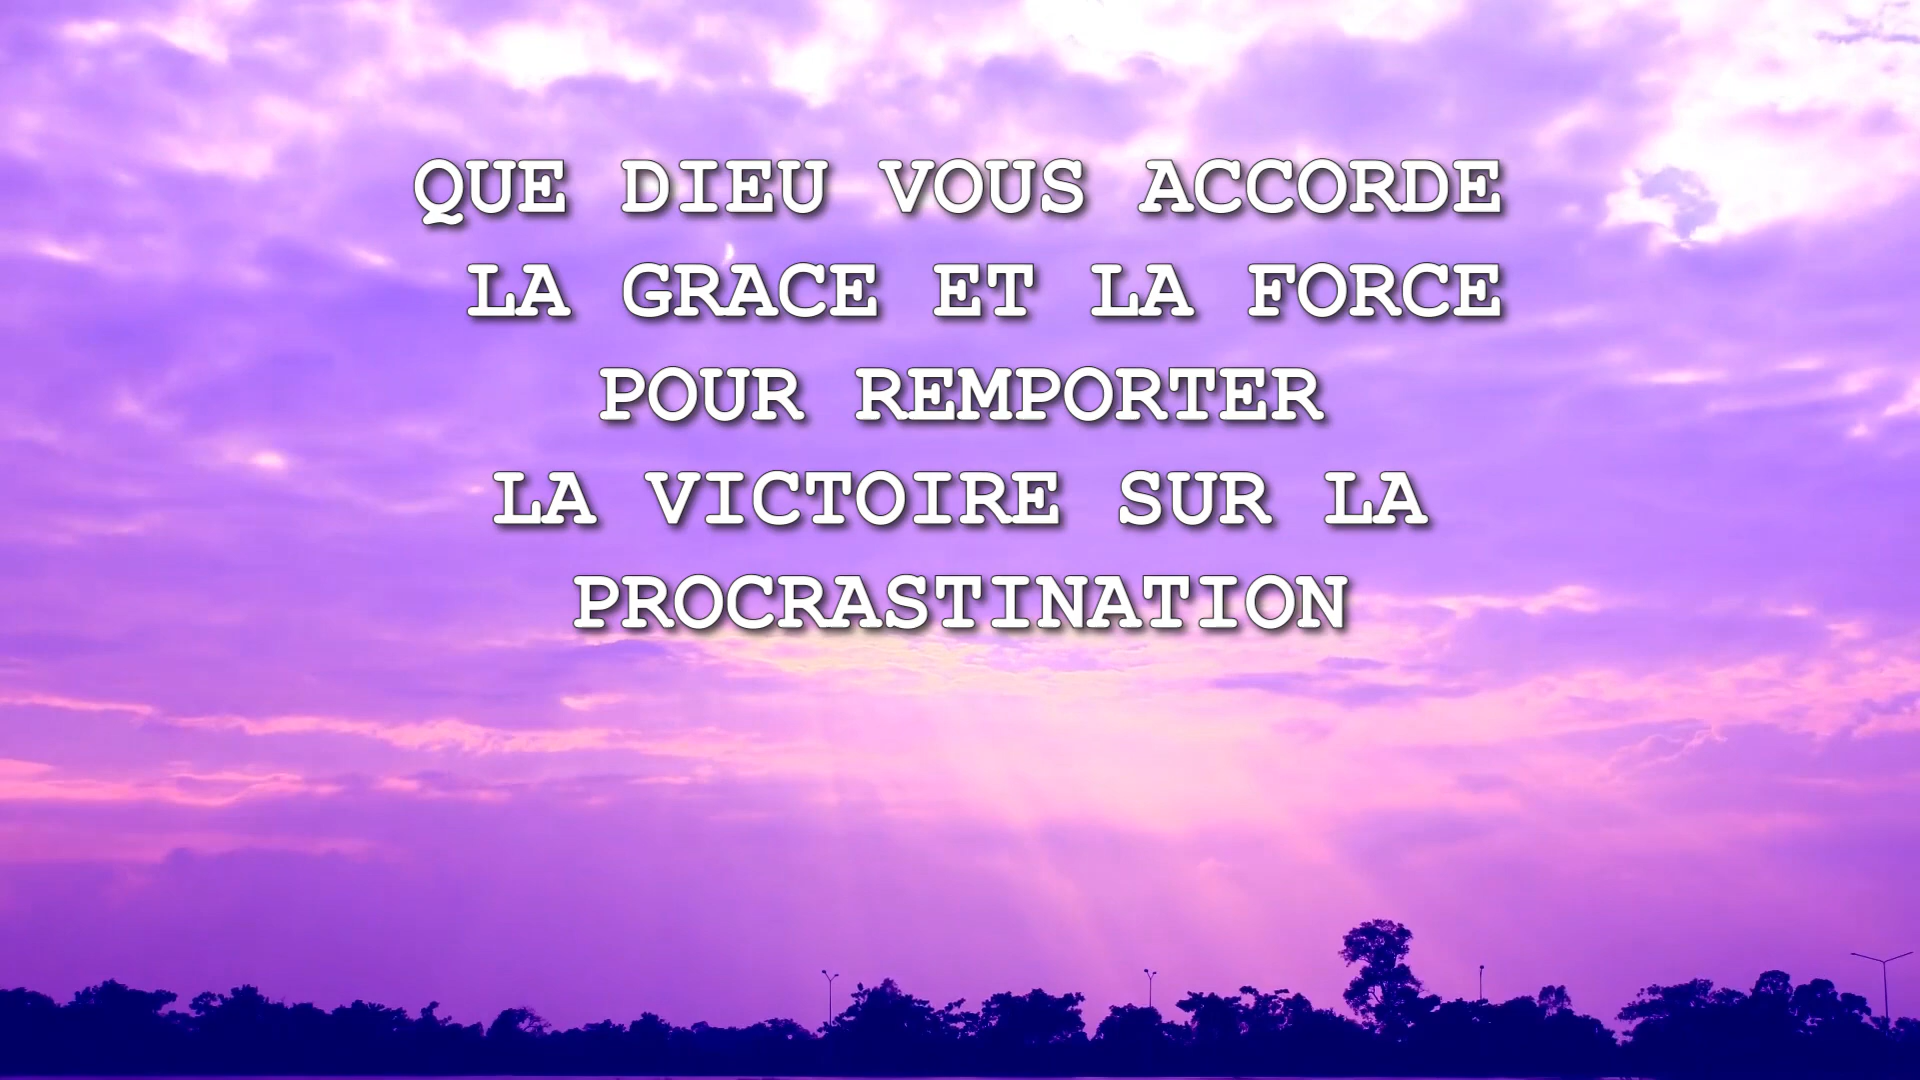 QUE DIEU VOUS ACCORDE
LA GRACE ET LA FORCE
POUR REMPORTER
LA VICTOIRE SUR LA
PROCRASTINATION